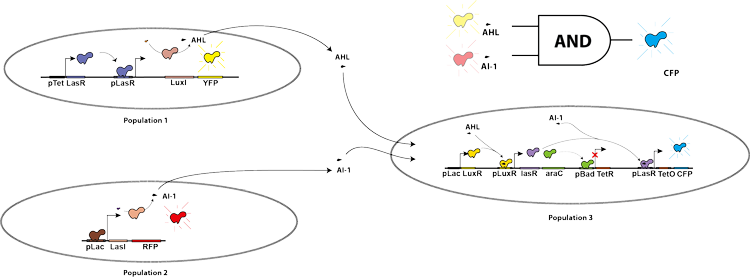 AHL
AHL
pTet LasR
pLasR
LuxI
YFP
Population 1
AHL
AI-1
AND
CFP
AI-1
AI-1
pLac
LasI
RFP
Population 2
AI-1
AHL
pLac LuxR
pLuxR lasR
araC
pBad TetR
pLasR TetO CFP
Population 3